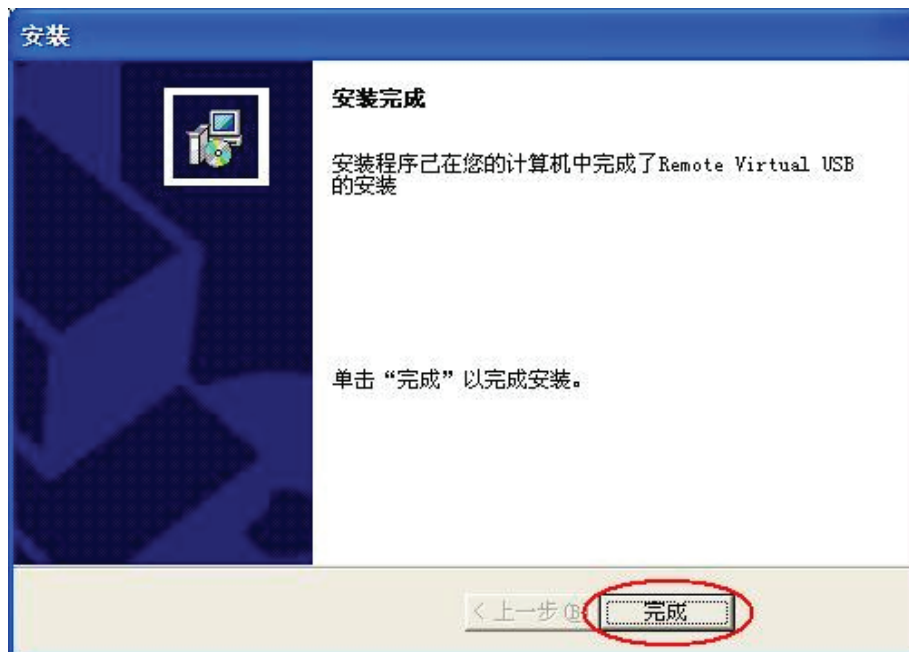 安装
安装完成
安装程序己在您的计算机中完成了Remote Virtual USB
的安装
单击“完成”以完成安装。
< 上一步(B)
完成